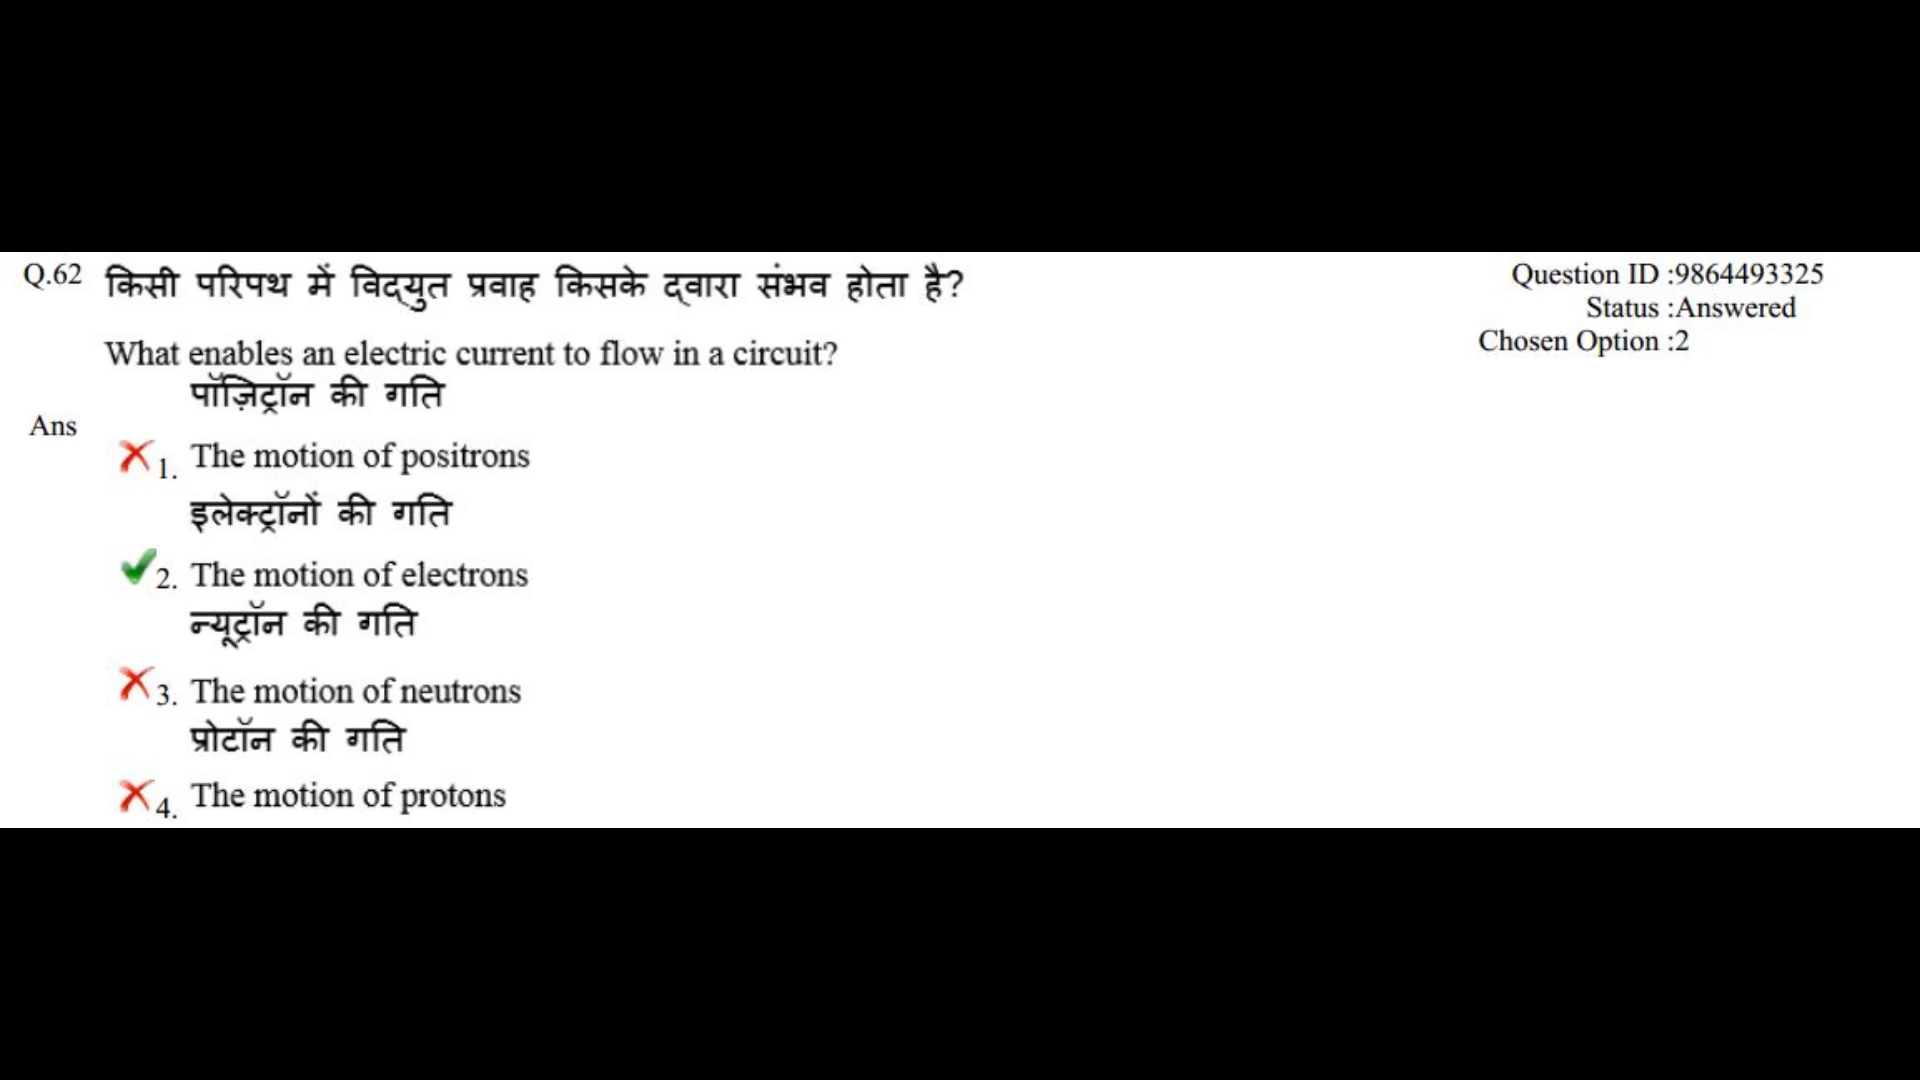 Q.62 किसी परिपथ में विद्युत प्रवाह किसके द्वारा संभव होता है?
Question ID :9864493325
Status :Answered
Chosen Option :2
What enables an electric current to flow in a circuit?
पॉज़िट्रॉन की गति
Ans
1. The motion of positrons
इलेक्ट्रॉनों की गति
2. The motion of electrons
न्यूट्रॉन की गति
3. The motion of neutrons
प्रोटॉन की गति
4. The motion of protons